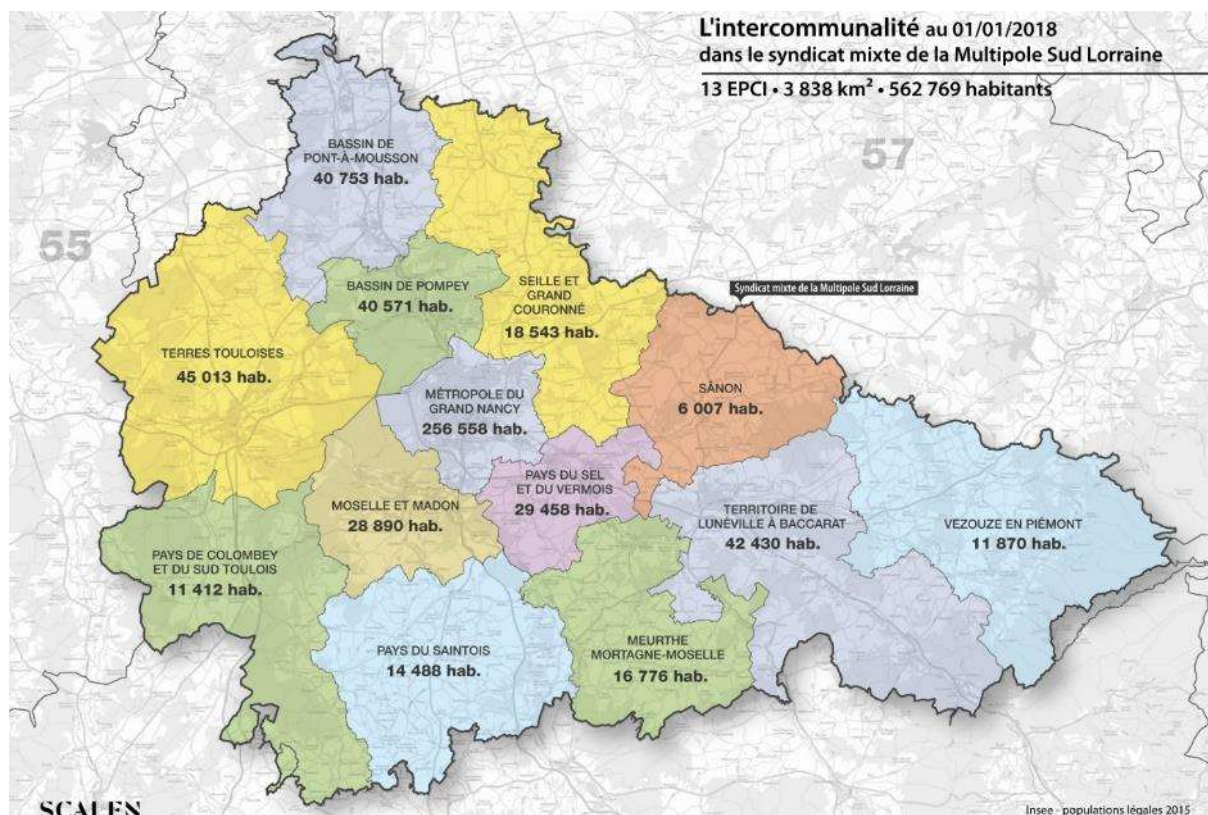 L'intercommunalité au 01/01/2018
dans le syndicat mixte de la Multipole Sud Lorraine
13 EPCI • 3 838 km² • 562 769 habitants
57
55
BASSIN DE
PONT-À-MOUSSON
40 753 hab.
BASSIN DE POMPEY
40 571 hab.
SEILLE ET
GRAND
COURONNÉ
18 543 hab.
Syndicat mixte de la Multipole Sud Lorraine
TERRES TOULOISES
45 013 hab.
MÉTROPOLE DU
GRAND NANCY
256 558 hab.
SÂNON
6 007 hab.
MOSELLE ET MADON
28 890 hab.
PAYS DU SEL
ET DU VERMOIS
29 458 hab.
TERRITOIRE DE
LUNÉVILLE À BACCARAT
42 430 hab.
VEZOUZE EN PIÉMONT
11 870 hab.
PAYS DE COLOMBEY
ET DU SUD TOULOIS
11 412 hab.
PAYS DU SAINTOIS
14 488 hab.
MEURTHE
MORTAGNE-MOSELLE
16 776 hab.
SCALEN
Insee - populations légales 2015